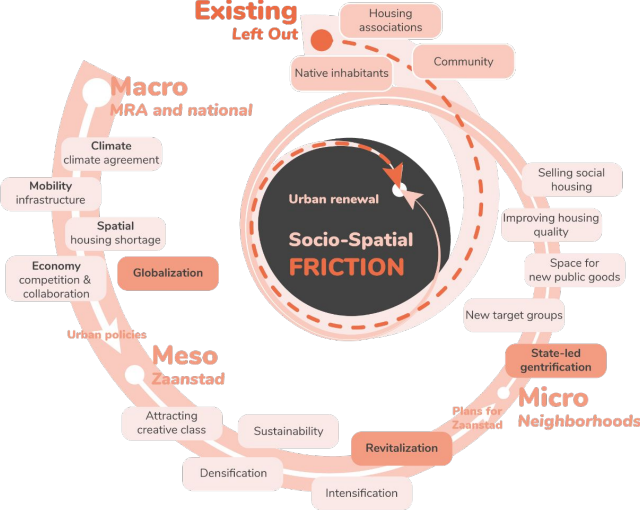 Existing
Left Out
Housing
associations
Native inhabitants
Community
Macro
MRA and national
Climate
climate agreement
Mobility
infrastructure
Spatial
housing shortage
Economy
competition &
collaboration
Globalization
Urban policies
Meso
Zaanstad
Attracting
creative class
Sustainability
Densification
Revitalization
Intensification
Plans for
Zaanstad
Micro
Neighborhoods
State-led
gentrification
New target groups
Space for
new public goods
Improving housing
quality
Selling social
housing
Urban renewal
Socio-Spatial
FRICTION